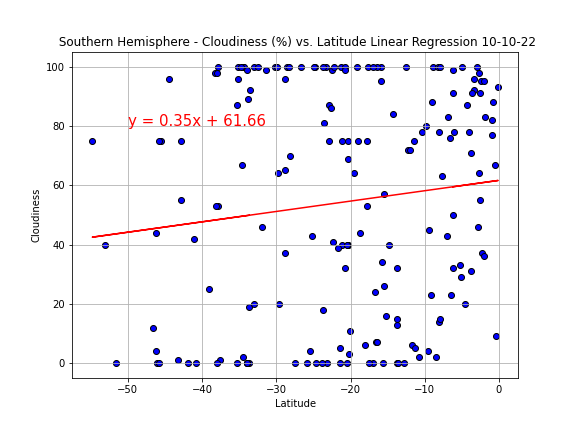 Southern Hemisphere - Cloudiness (%) vs. Latitude Linear Regression 10-10-22
100
80
60
40
20
0
Cloudiness
y = 0.35x + 61.66
−50 −40 −30 −20 −10 0
Latitude